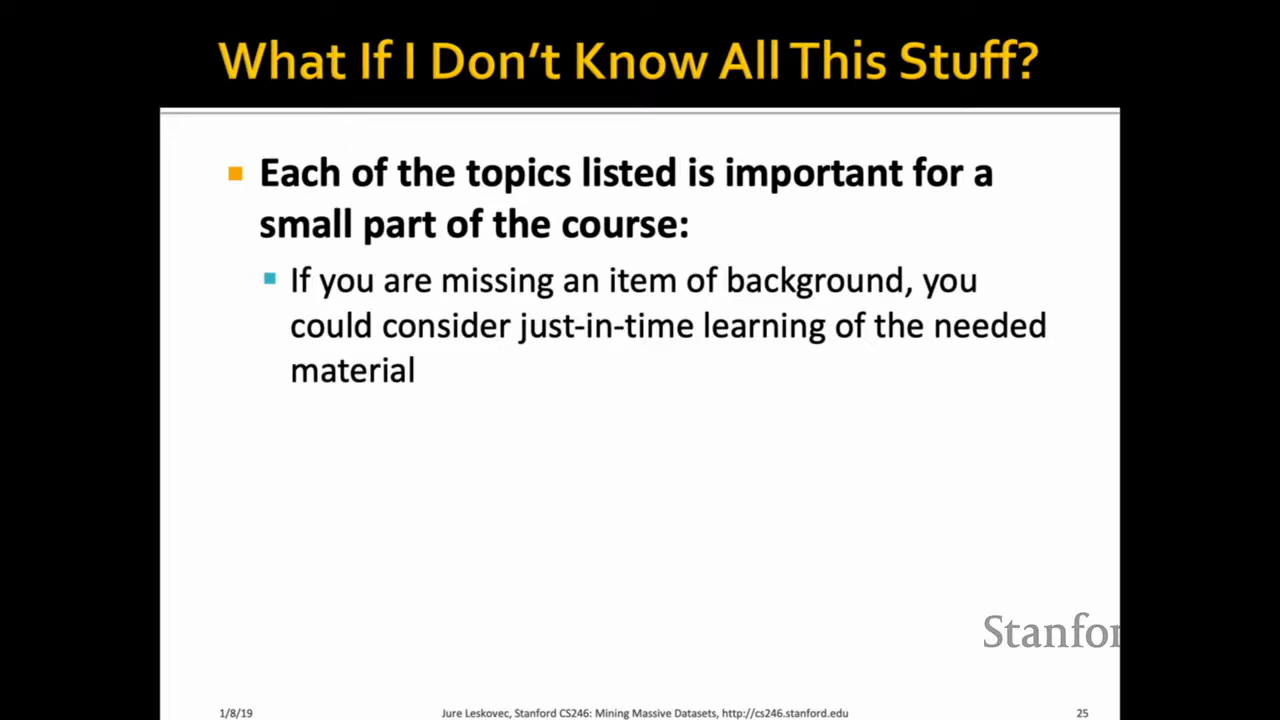 What If I Don't Know All This Stuff?
Each of the topics listed is important for a
small part of the course:
If you are missing an item of background, you
could consider just-in-time learning of the needed
material
Stanfor
1/8/19
Jure Leskovec, Stanford CS246: Mining Massive Datasets, http://cs246.stanford.edu
25